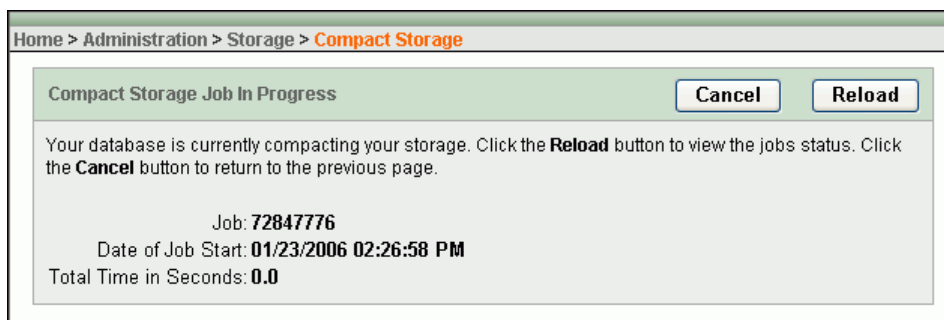 Home > Administration > Storage > Compact Storage
Compact Storage Job In Progress
Cancel
Reload
Your database is currently compacting your storage. Click the Reload button to view the jobs status. Click
the Cancel button to return to the previous page.
Job: 72847776
Date of Job Start: 01/23/2006 02:26:58 PM
Total Time in Seconds: 0.0